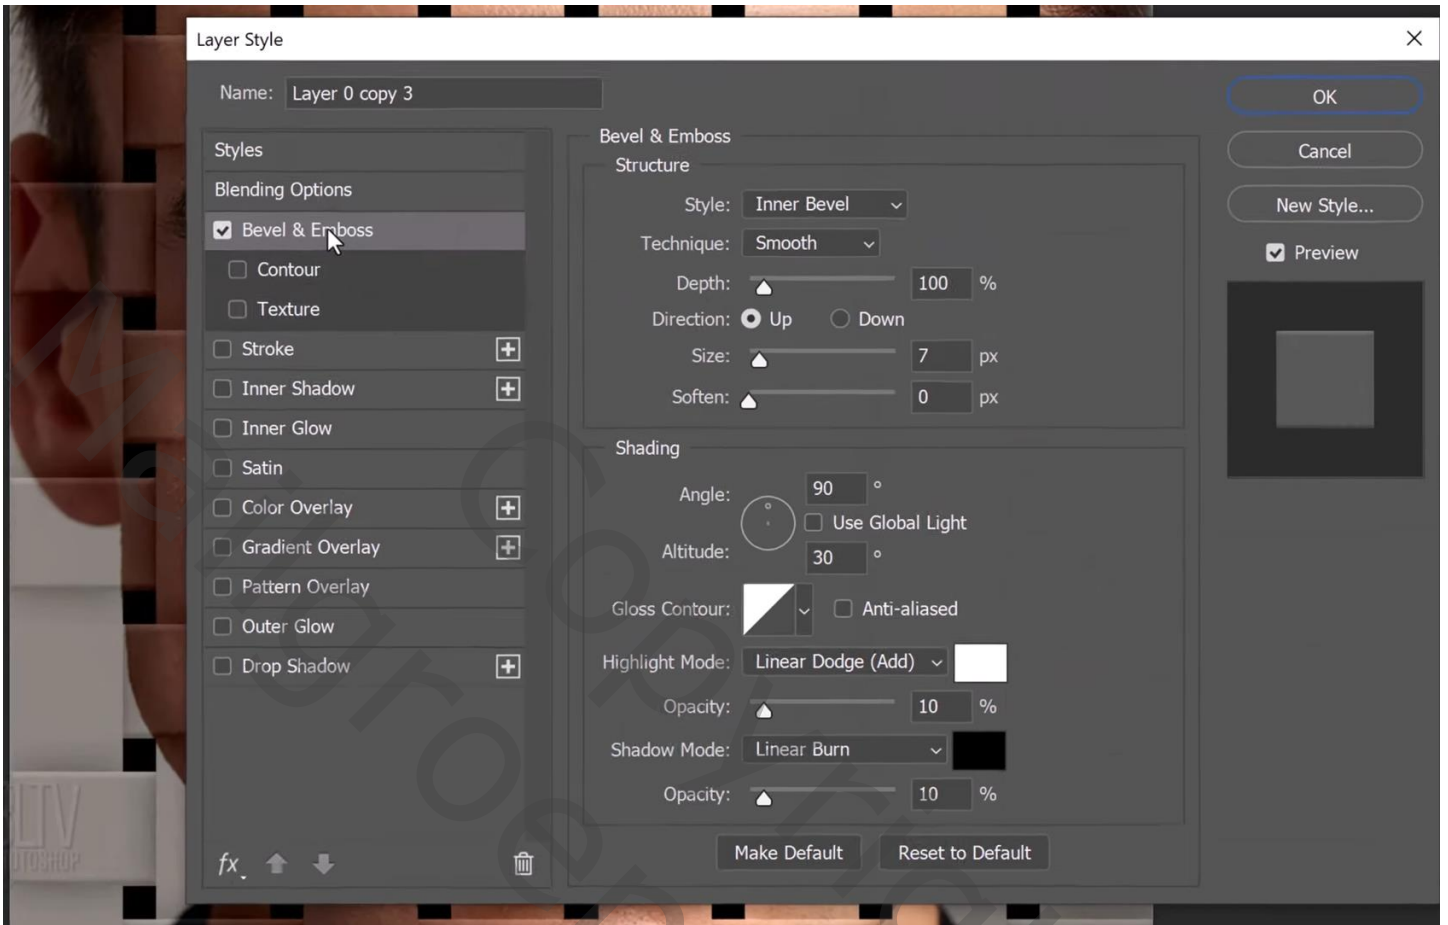 Layer Style
Name: Layer 0 copy 3
OK
Cancel
New Style...
Preview
Styles
Blending Options
Bevel & Emboss
Contour
Texture
Stroke
Inner Shadow
Inner Glow
Satin
Color Overlay
Gradient Overlay
Pattern Overlay
Outer Glow
Drop Shadow
fx
Bevel & Emboss
Structure
Style: Inner Bevel
Technique: Smooth
Depth: 100 %
Direction: Up Down
Size: 7 px
Soften: 0 px
Shading
Angle: 90 °
Use Global Light
Altitude: 30 °
Gloss Contour: Anti-aliased
Highlight Mode: Linear Dodge (Add)
Opacity: 10 %
Shadow Mode: Linear Burn
Opacity: 10 %
Make Default Reset to Default